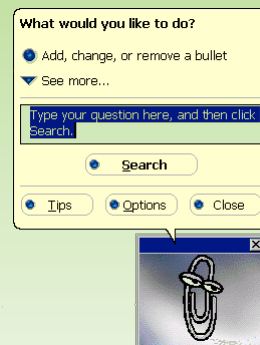 What would you like to do?
Add, change, or remove a bullet
See more...
Type your question here, and then click
Search.
Search
Tips
Options
Close